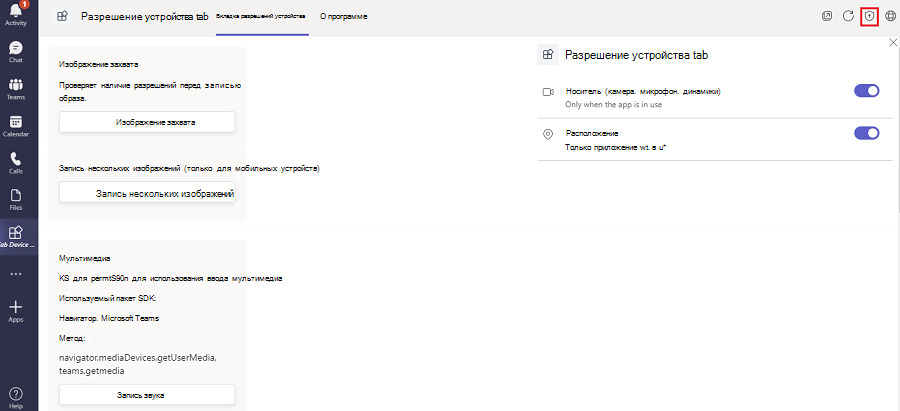 1
Activity
Chat
Teams
Calendar
Calls
Files
Tab Device ...
Apps
Help
Разрешение устройства tab
Вкладка разрешений устройства
О программе
Изображение захвата
Проверяет наличие разрешений перед записью
образа.
Изображение захвата
Запись нескольких изображений (только для мобильных устройств)
Запись нескольких изображений
Мультимедиа
KS для permtS90n для использования ввода мультимедиа
Используемый пакет SDK:
Навигатор. Microsoft Teams
Метод:
navigator.mediaDevices.getUserMedia.
teams.getmedia
Запись звука
Разрешение устройства tab
Носитель (камера. микрофон. динамики)
Only when the app is in use
Расположение
Только приложение wt. в u*